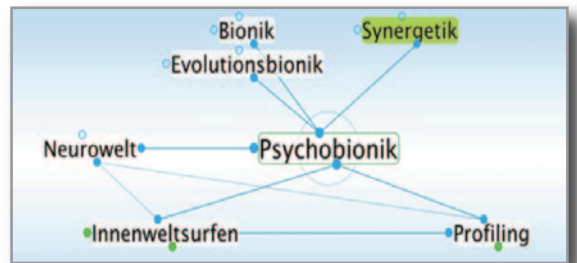 Bionik
Synergetik
Evolutionsbionik
Neurowelt
Psychobionik
Innenweltsurfen
Profiling